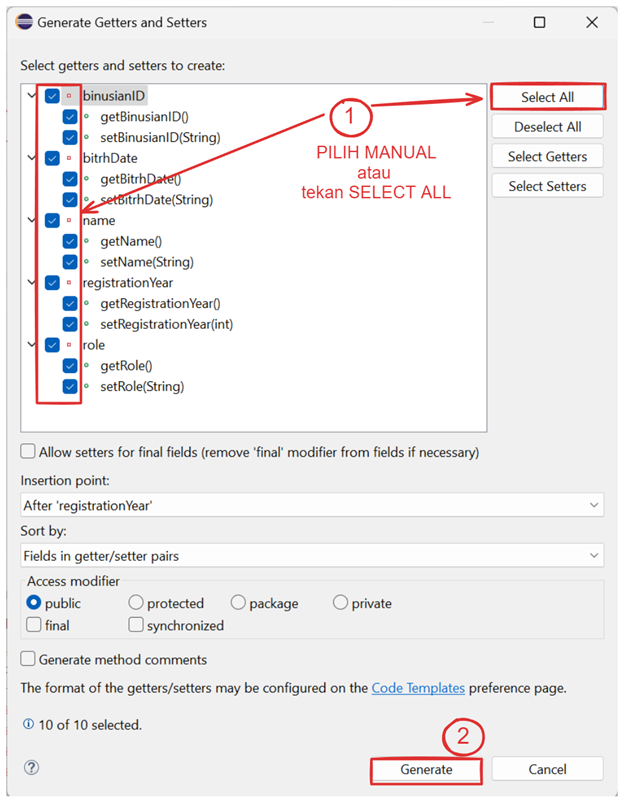 Generate Getters and Setters
Select getters and setters to create:
binusianID
getBinusianID()
setBinusianID(String)
bitrhDate
getBitrhDate()
setBitrhDate(String)
name
getName()
setName(String)
registrationYear
getRegistrationYear()
setRegistrationYear(int)
role
getRole()
setRole(String)
1
PILIH MANUAL
atau
tekan SELECT ALL
Select All
Deselect All
Select Getters
Select Setters
Allow setters for final fields (remove 'final' modifier from fields if necessary)
Insertion point:
After 'registrationYear'
Sort by:
Fields in getter/setter pairs
Access modifier
public protected package private
final synchronized
Generate method comments
The format of the getters/setters may be configured on the Code Templates preference page.
10 of 10 selected.
2
Generate Cancel